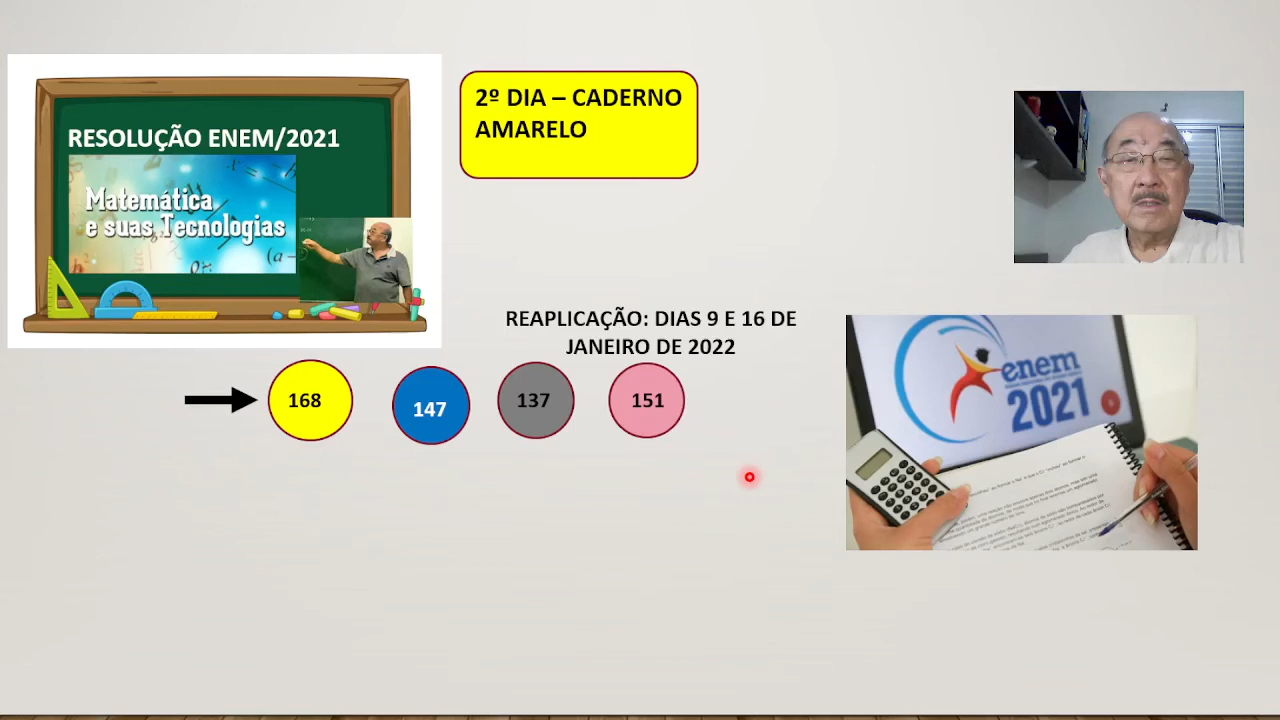 RESOLUÇÃO ENEM/2021
Matemática
e suas Tecnologias
2º DIA – CADERNO
AMARELO
REAPLICAÇÃO: DIAS 9 E 16 DE
JANEIRO DE 2022
168
147
137
151
enem
2021